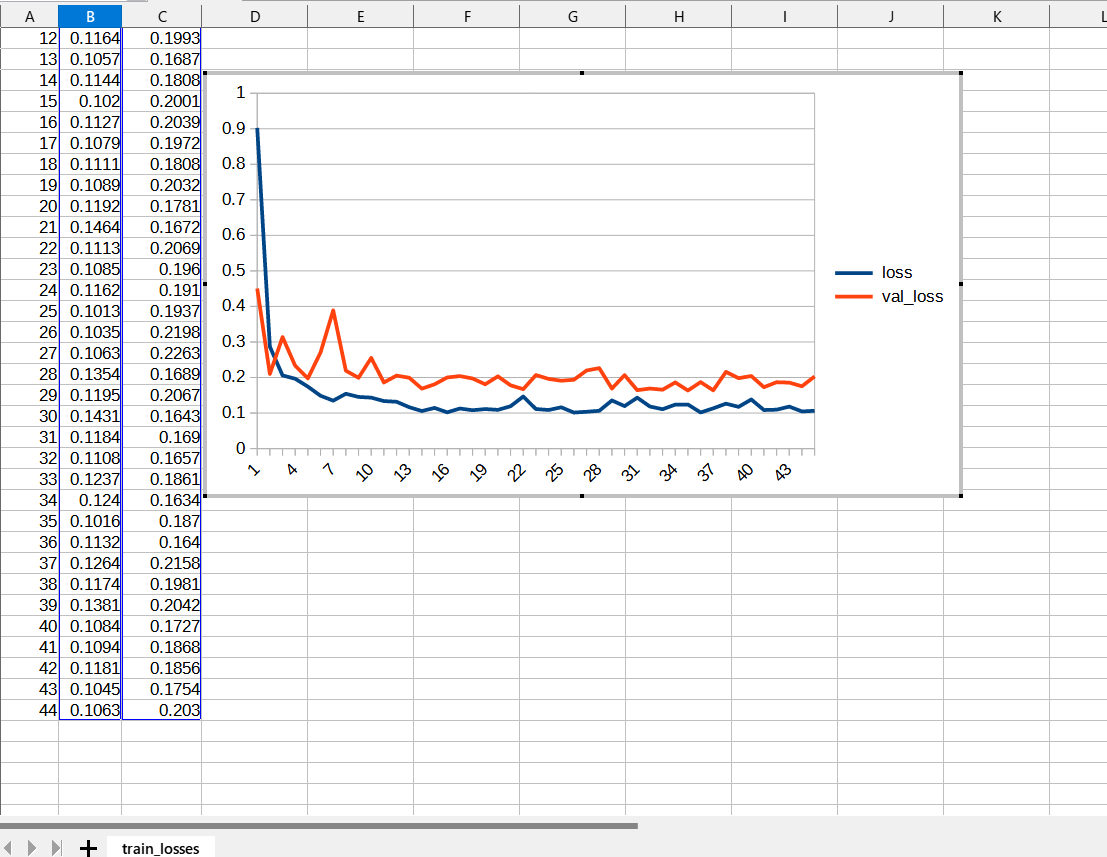 A B C D E F G H I J K L
12 0.1164 0.1993
13 0.1057 0.1687
14 0.1144 0.1808
15 0.102 0.2001
16 0.1127 0.2039
17 0.1079 0.1972
18 0.1111 0.1808
19 0.1089 0.2032
20 0.1192 0.1781
21 0.1464 0.1672
22 0.1113 0.2069
23 0.1085 0.196
24 0.1162 0.191
25 0.1013 0.1937
26 0.1035 0.2198
27 0.1063 0.2263
28 0.1354 0.1689
29 0.1195 0.2067
30 0.1431 0.1643
31 0.1184 0.169
32 0.1108 0.1657
33 0.1237 0.1861
34 0.124 0.1634
35 0.1016 0.187
36 0.1132 0.164
37 0.1264 0.2158
38 0.1174 0.1981
39 0.1381 0.2042
40 0.1084 0.1727
41 0.1094 0.1868
42 0.1181 0.1856
43 0.1045 0.1754
44 0.1063 0.203
1
0.9
0.8
0.7
0.6
0.5
0.4
0.3
0.2
0.1
0
1 4 7 10 13 16 19 22 25 28 31 34 37 40 43
loss
val_loss
train_losses